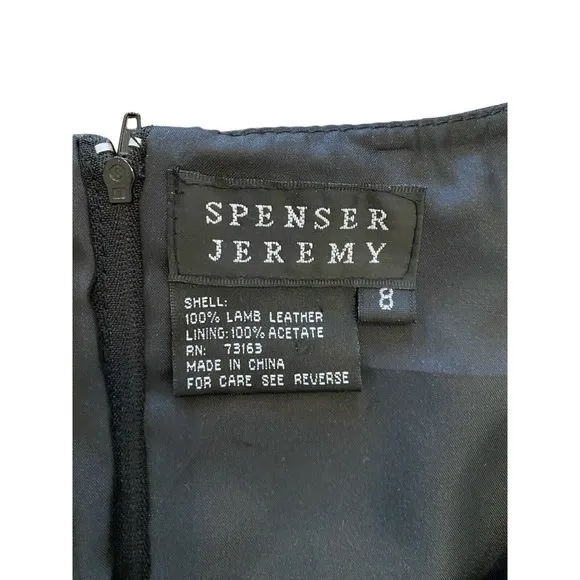 SPENSER
JEREMY
8
SHELL:
100% LAMB LEATHER
LINING: 100% ACETATE
RN: 73163
MADE IN CHINA
FOR CARE SEE REVERSE